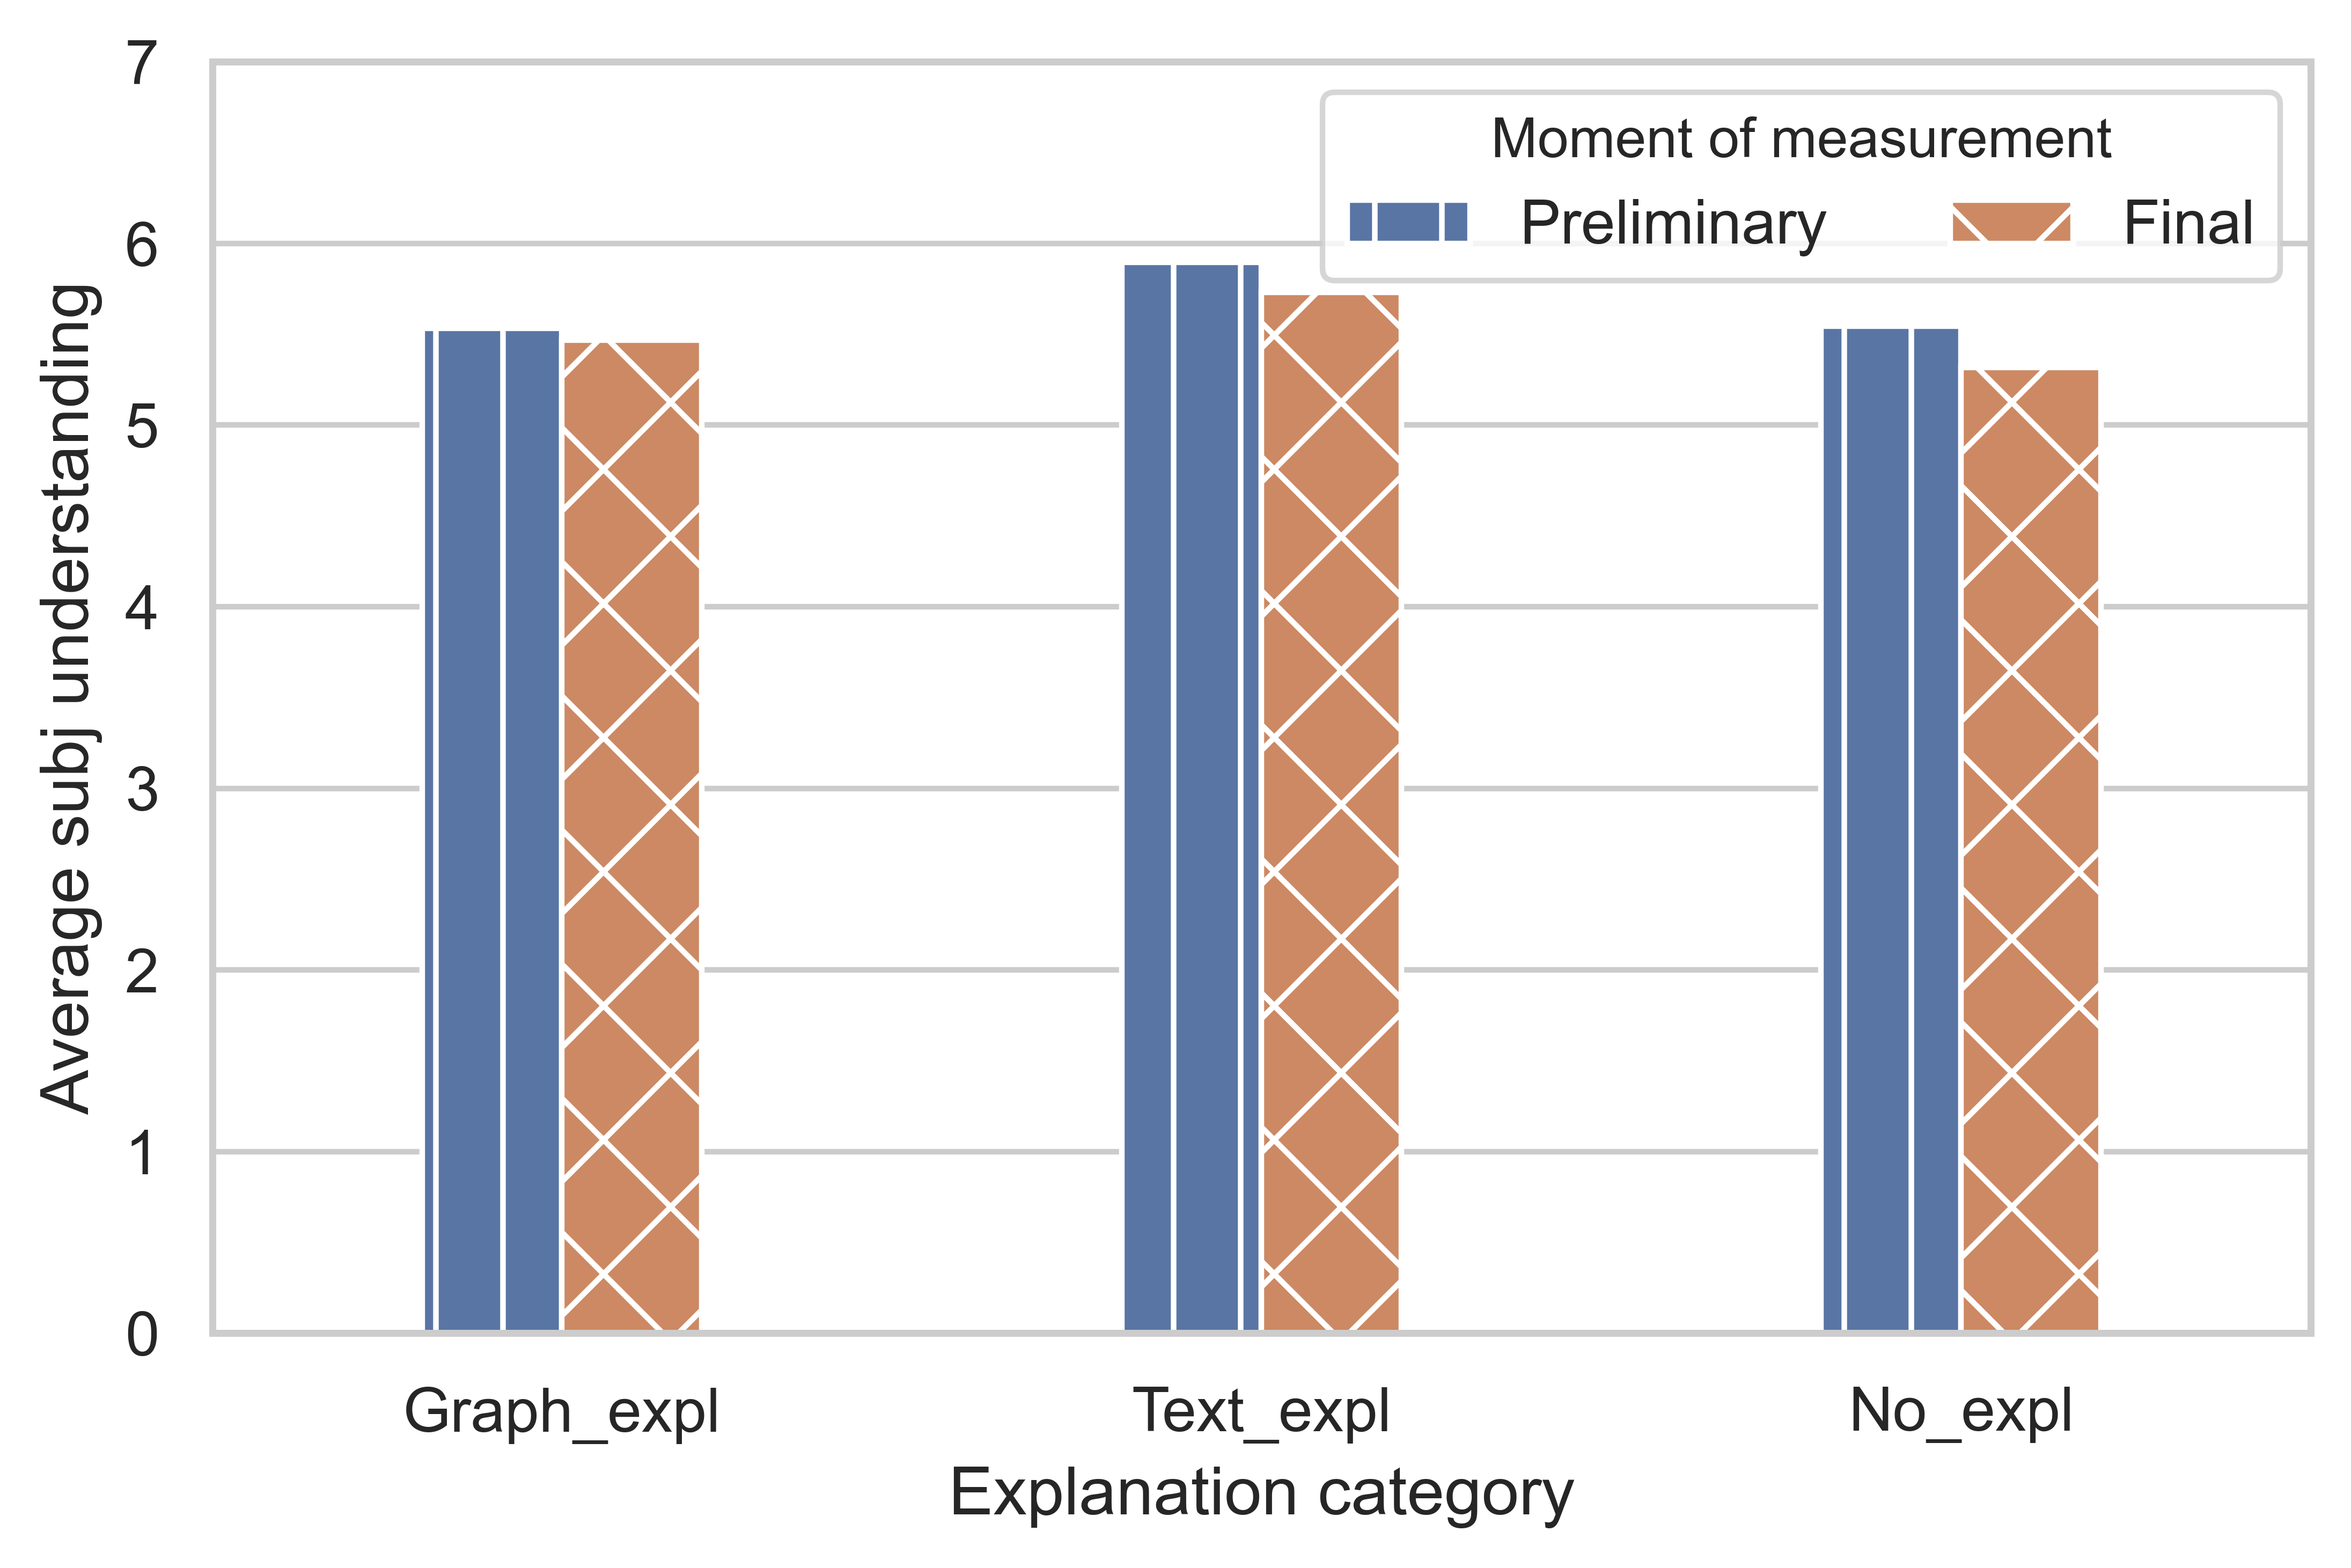 7
6
5
4
3
2
1
0
Average subj understanding
Moment of measurement
Preliminary Final
Graph_expl Text_expl No_expl
Explanation category